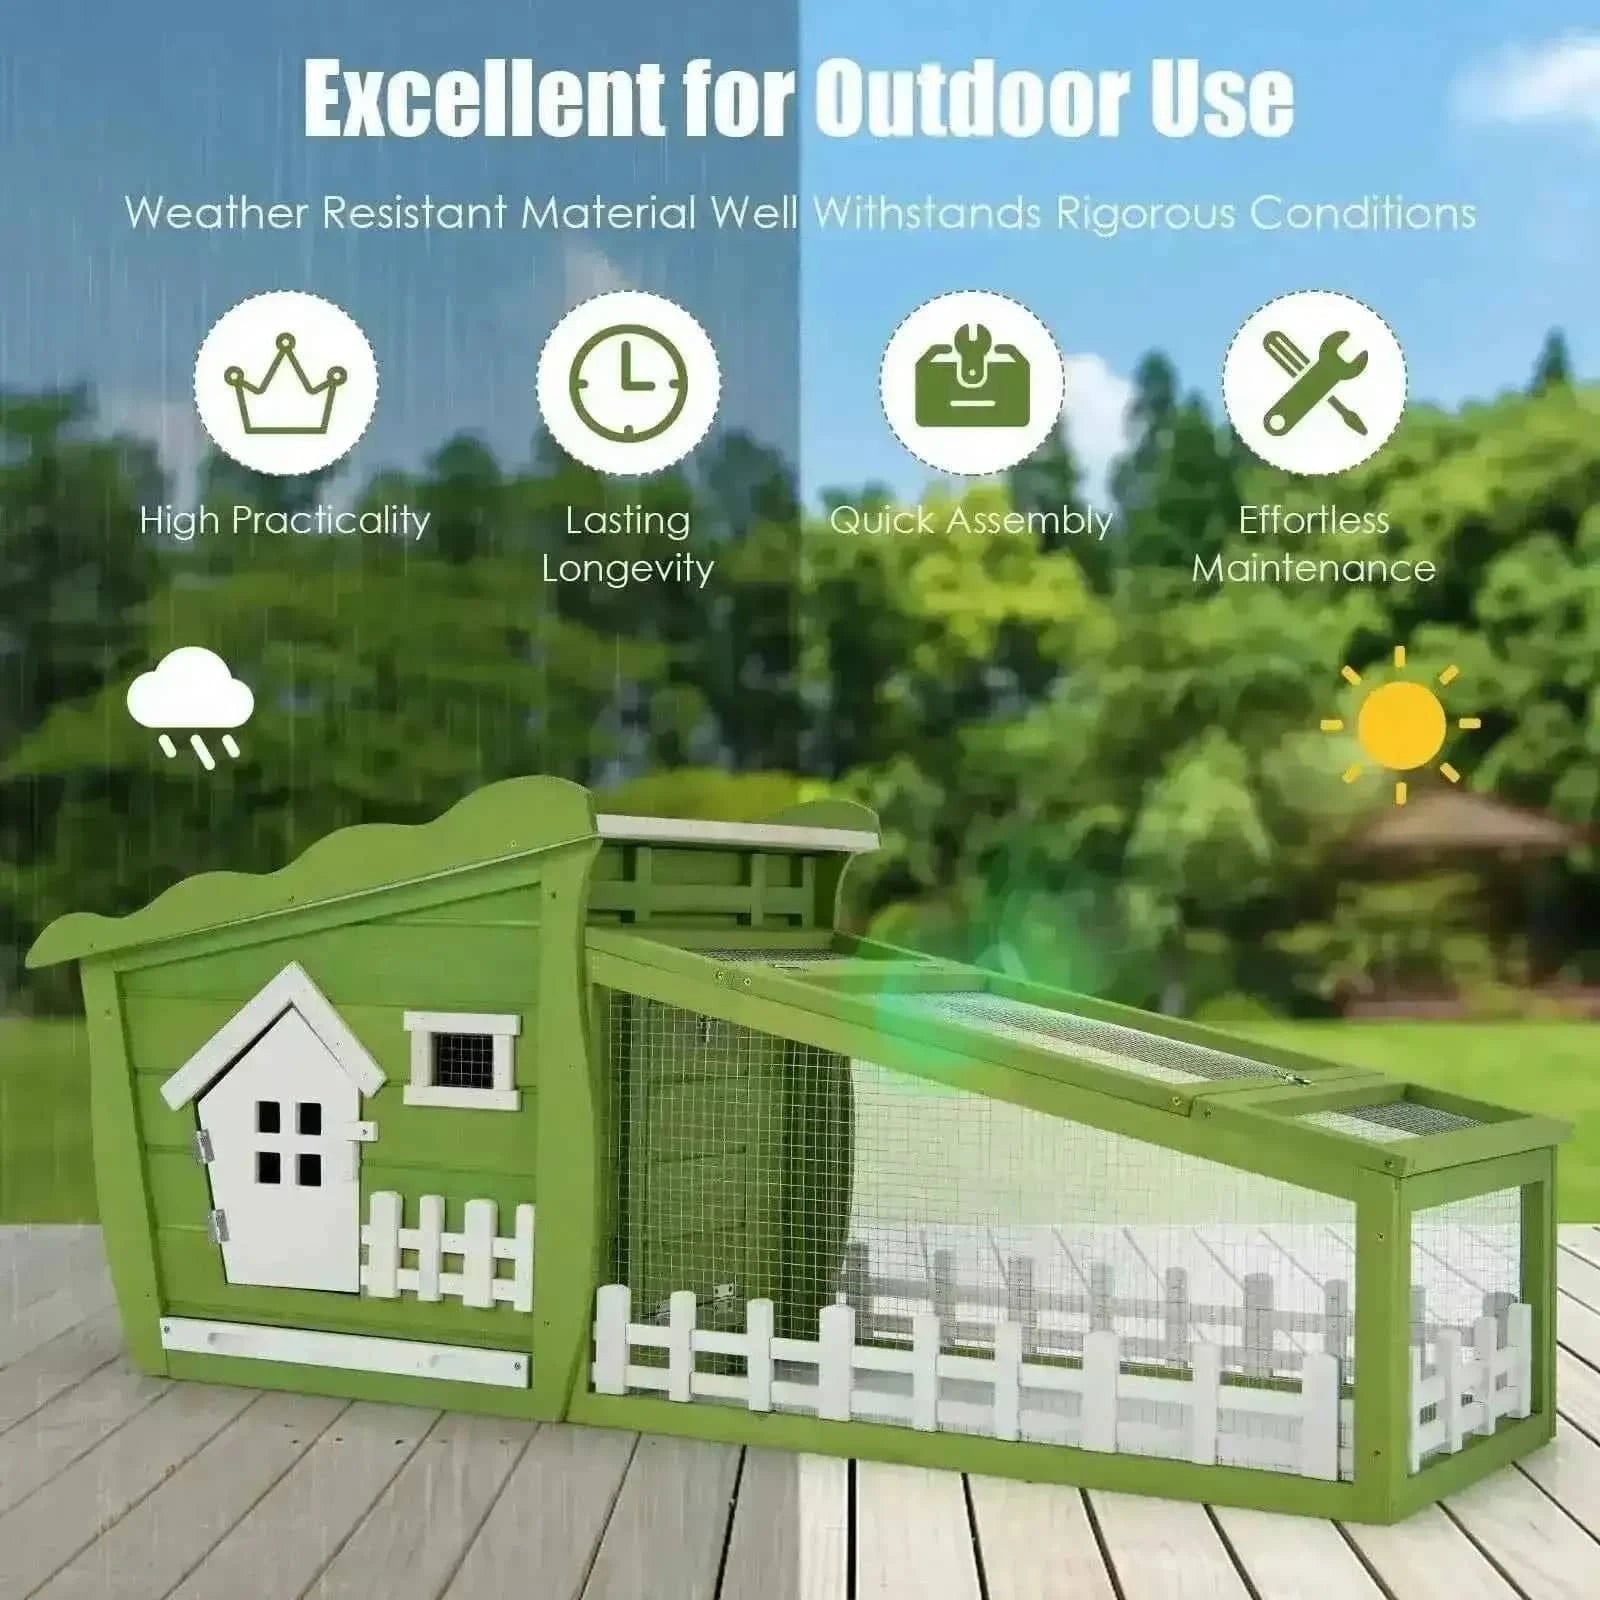 Excellent for Outdoor Use
Weather Resistant Material Well Withstands Rigorous Conditions
High Practicality
Lasting
Longevity
Quick Assembly
Effortless
Maintenance